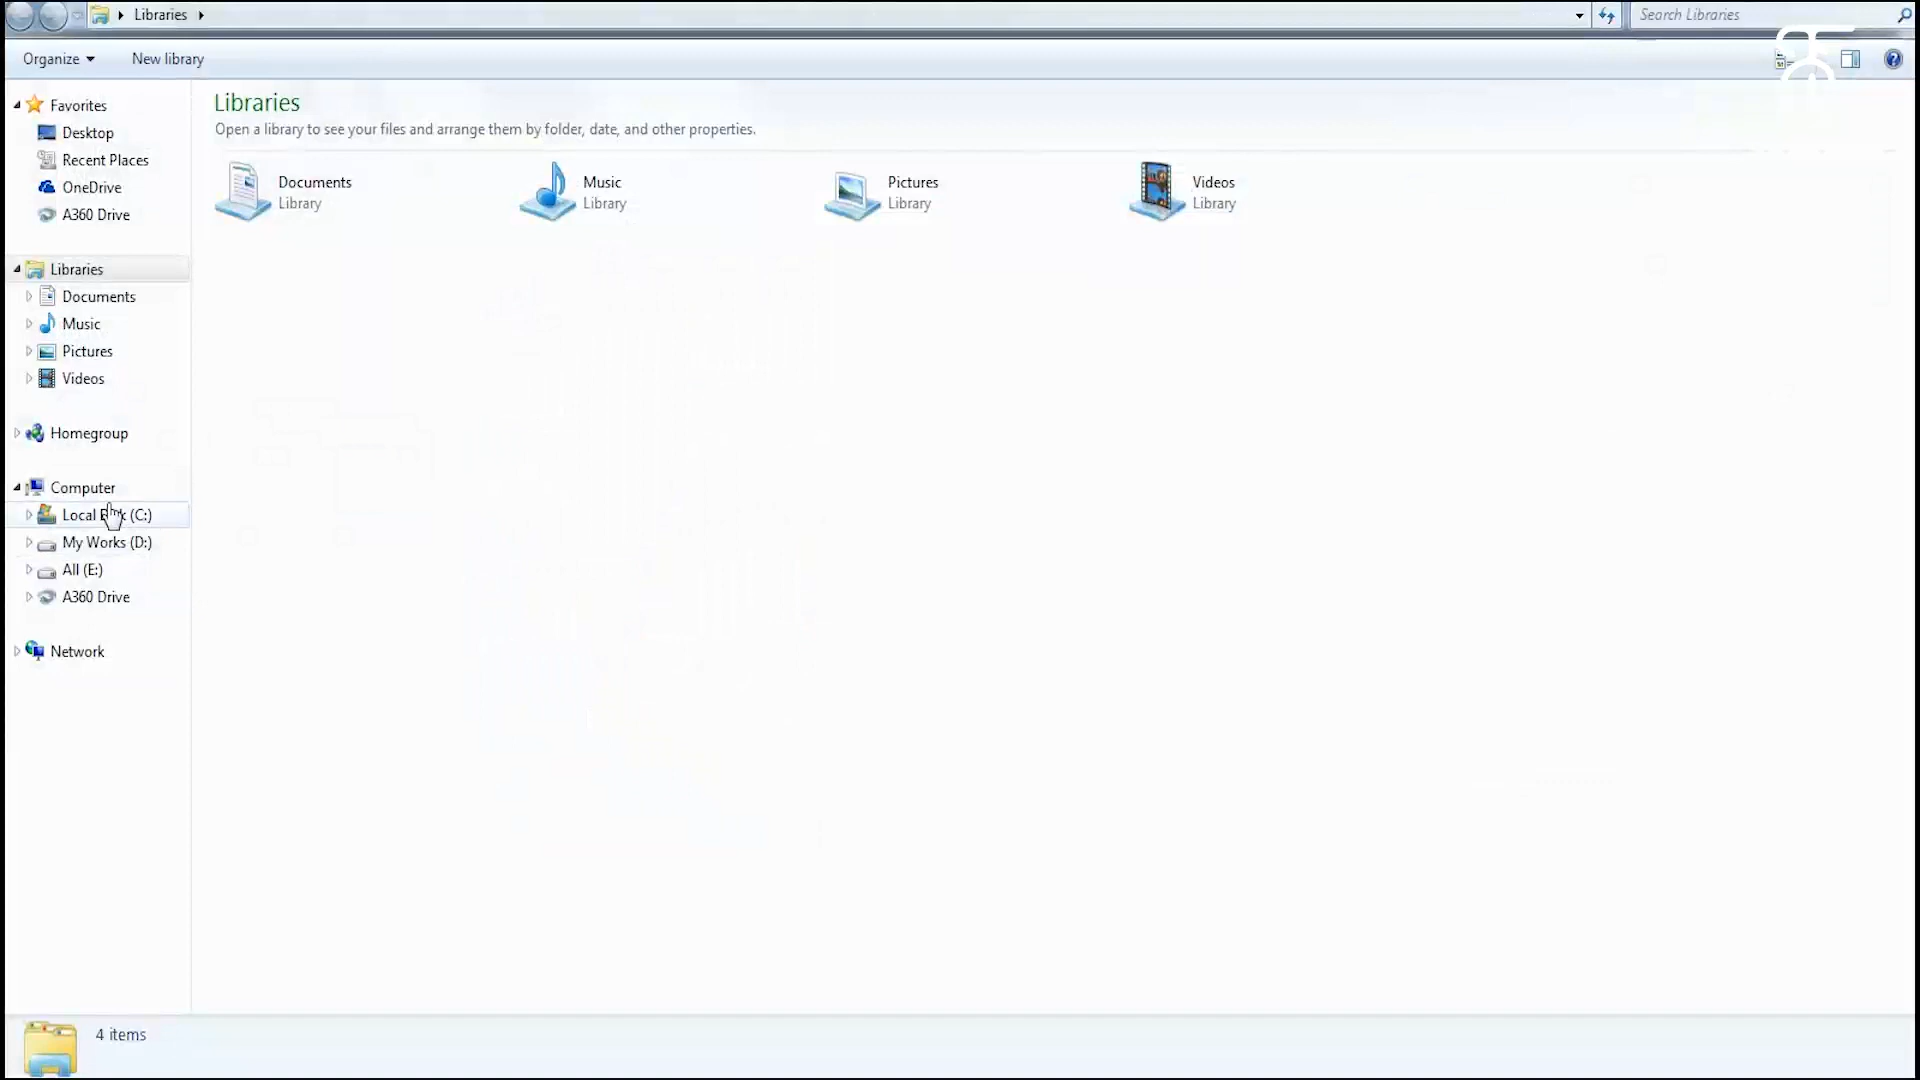 Libraries
Search Libraries
Organize
New library
Favorites
Desktop
Recent Places
OneDrive
A360 Drive
Libraries
Documents
Music
Pictures
Videos
Homegroup
Computer
Local (C:)
My Works (D:)
All (E:)
A360 Drive
Network
Libraries
Open a library to see your files and arrange them by folder, date, and other properties.
Documents
Library
Music
Library
Pictures
Library
Videos
Library
4 items